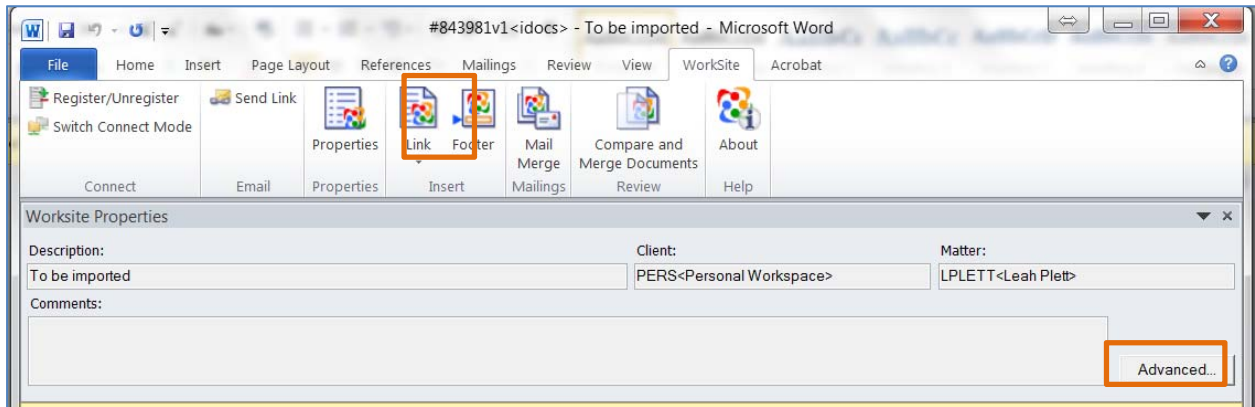 #843981v1<idocs> - To be imported - Microsoft Word
File Home Insert Page Layout References Mailings Review View WorkSite Acrobat
Register/Unregister Send Link
Switch Connect Mode
Properties Link Footer Mail Merge Compare and Merge Documents About
Connect Email Properties Insert Mailings Review Help
Worksite Properties
Description: Client: Matter:
To be imported PERS<Personal Workspace> LPLETT<Leah Plett>
Comments:
Advanced...